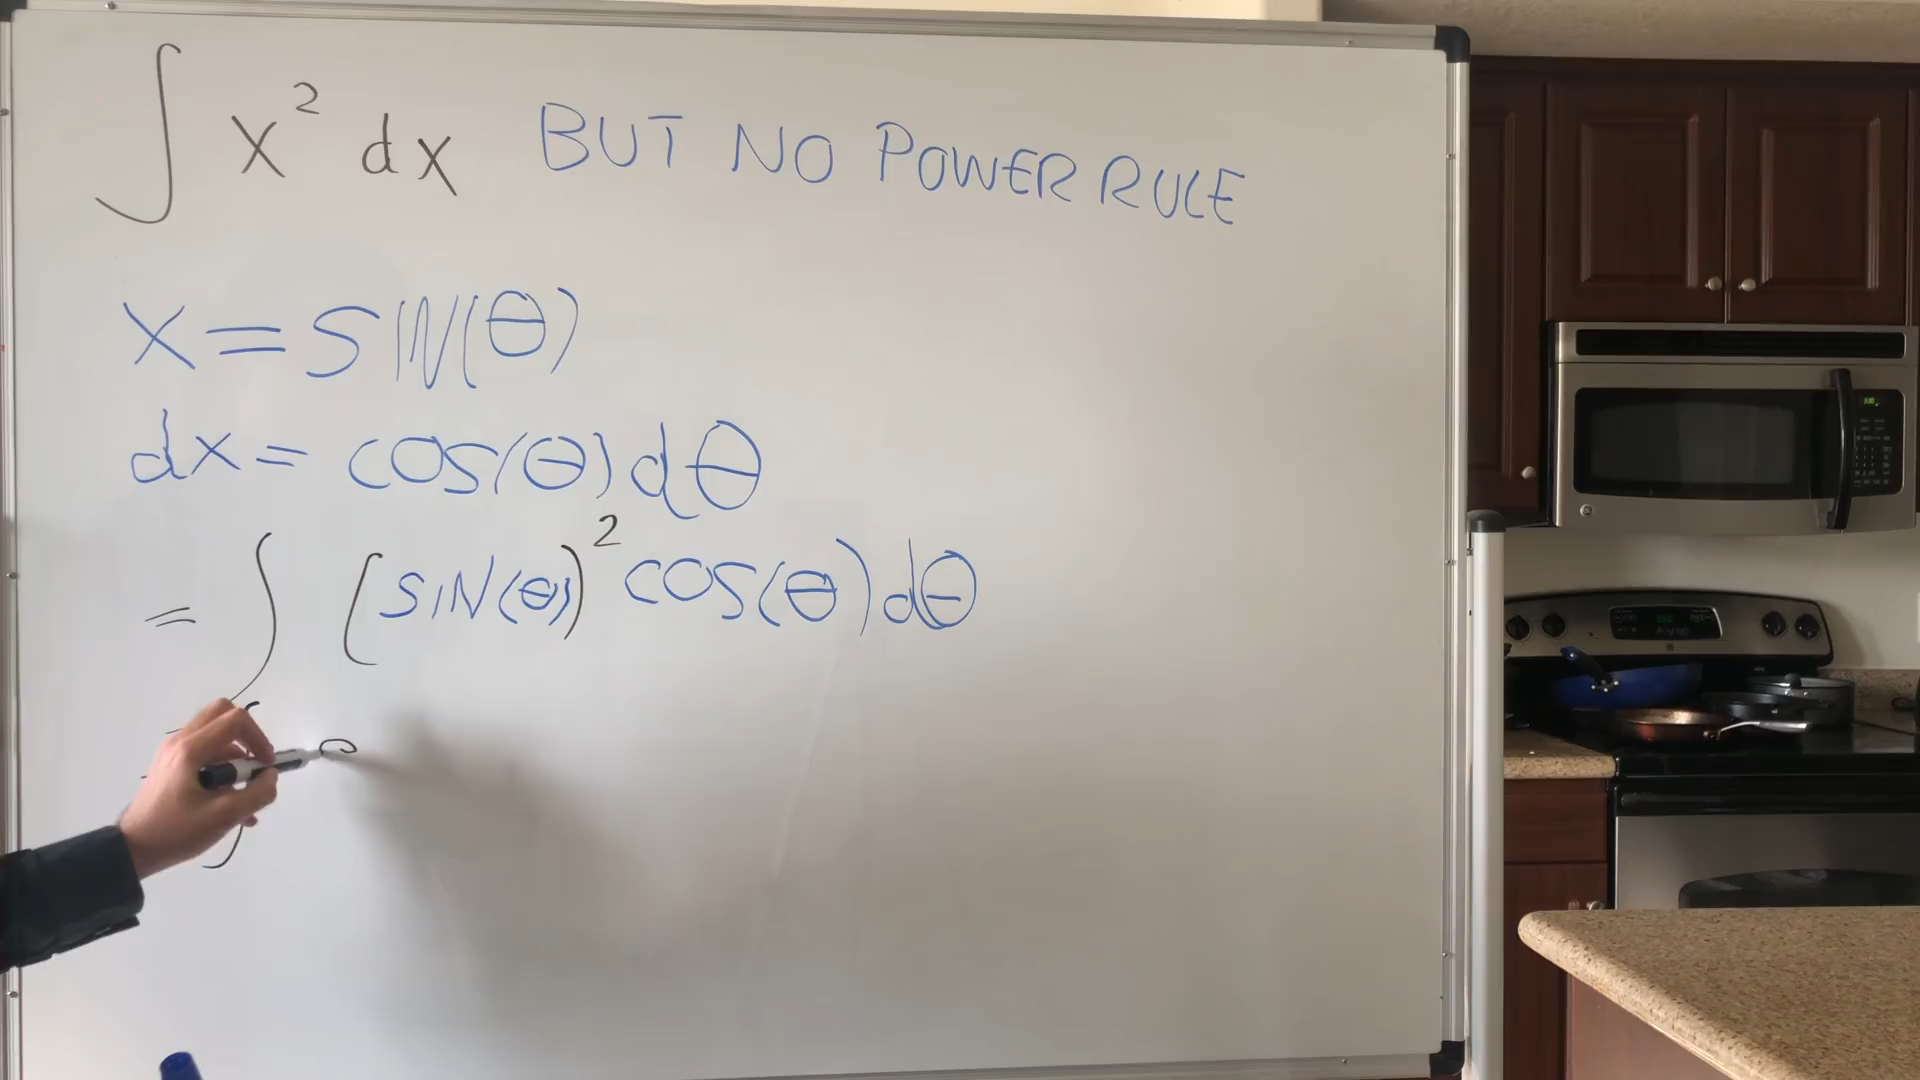 ∫ x² dx BUT NO POWER RULE
x = SIN(θ)
dx = COS(θ) dθ
= ∫ (SIN(θ))² COS(θ) dθ